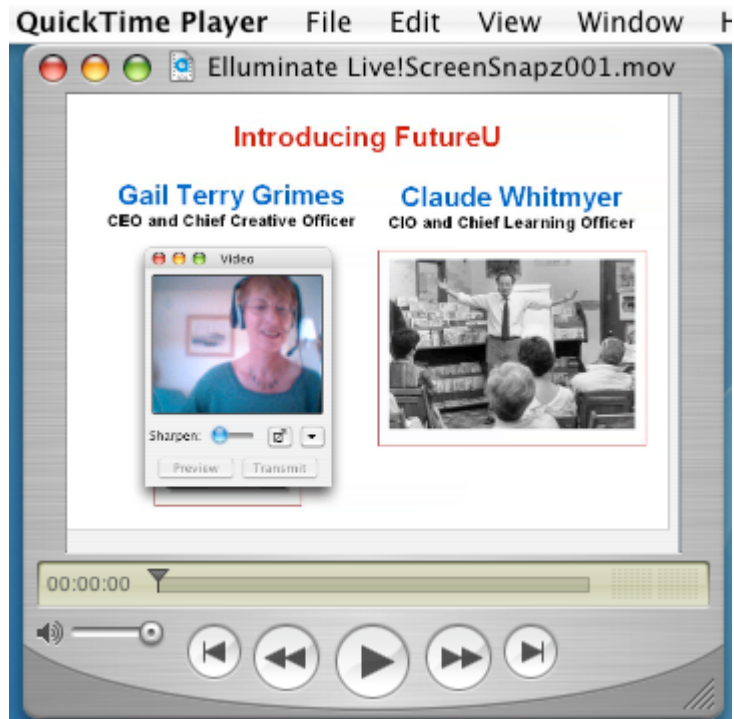 QuickTime Player File Edit View Window H
Elluminate Live!ScreenSnapz001.mov
Introducing FutureU
Gail Terry Grimes
CEO and Chief Creative Officer
Claude Whitmyer
CIO and Chief Learning Officer
Video
Sharpen:
Preview Transmit
00:00:00